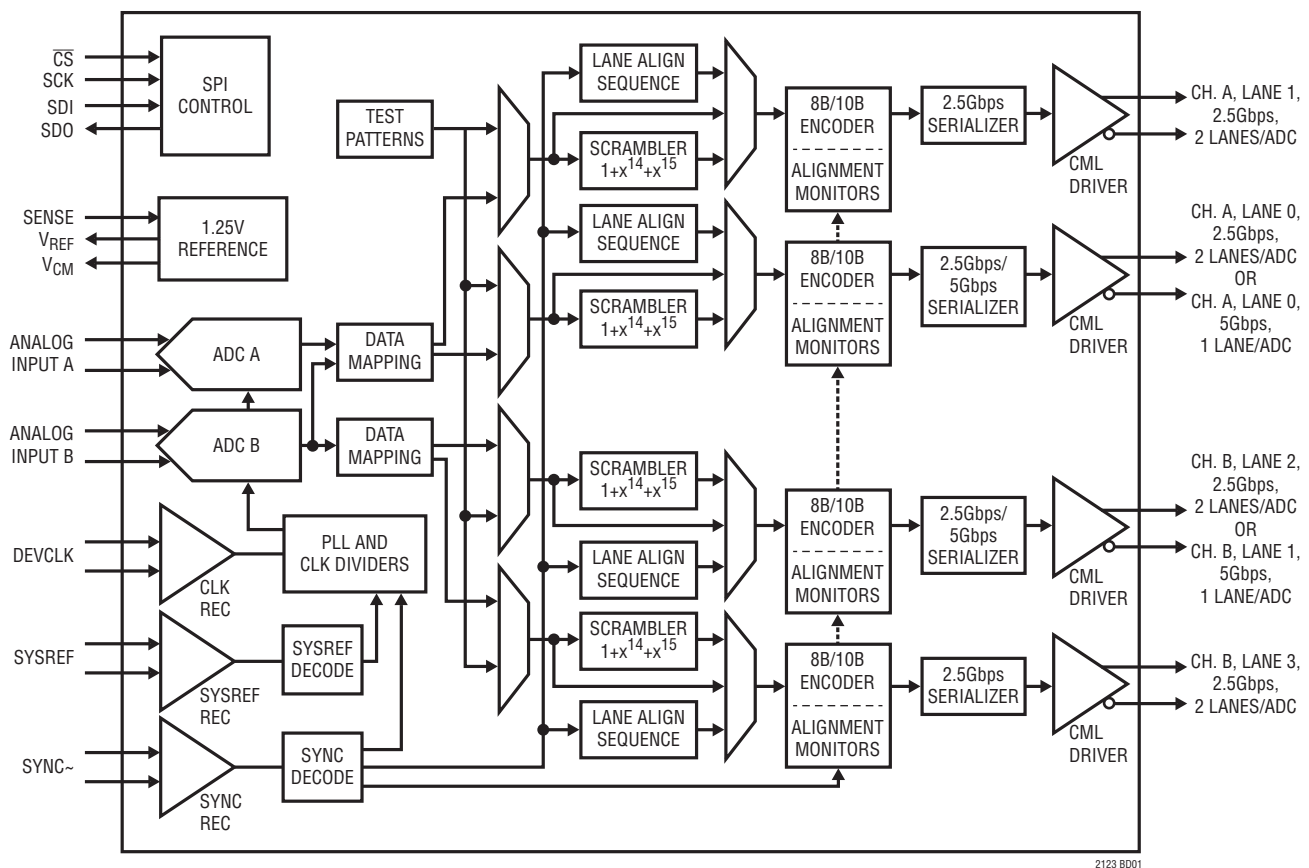 CS
SCK
SDI
SDO
SPI
CONTROL
SENSE
VREF
VCM
1.25V
REFERENCE
ANALOG
INPUT A
ADC A
ANALOG
INPUT B
ADC B
DEVCLK
CLK
REC
PLL AND
CLK DIVIDERS
SYSREF
SYSREF
REC
SYSREF
DECODE
SYNC~
SYNC
REC
SYNC
DECODE
TEST
PATTERNS
DATA
MAPPING
DATA
MAPPING
LANE ALIGN
SEQUENCE
SCRAMBLER
1+x^14+x^15
LANE ALIGN
SEQUENCE
SCRAMBLER
1+x^14+x^15
SCRAMBLER
1+x^14+x^15
LANE ALIGN
SEQUENCE
SCRAMBLER
1+x^14+x^15
LANE ALIGN
SEQUENCE
8B/10B
ENCODER
ALIGNMENT
MONITORS
8B/10B
ENCODER
ALIGNMENT
MONITORS
8B/10B
ENCODER
ALIGNMENT
MONITORS
8B/10B
ENCODER
ALIGNMENT
MONITORS
2.5Gbps
SERIALIZER
2.5Gbps/
5Gbps
SERIALIZER
2.5Gbps/
5Gbps
SERIALIZER
2.5Gbps
SERIALIZER
CML
DRIVER
CML
DRIVER
CML
DRIVER
CML
DRIVER
CH. A, LANE 1,
2.5Gbps,
2 LANES/ADC
CH. A, LANE 0,
2.5Gbps,
2 LANES/ADC
OR
CH. A, LANE 0,
5Gbps,
1 LANE/ADC
CH. B, LANE 2,
2.5Gbps,
2 LANES/ADC
OR
CH. B, LANE 1,
5Gbps,
1 LANE/ADC
CH. B, LANE 3,
2.5Gbps,
2 LANES/ADC
2123 BD01